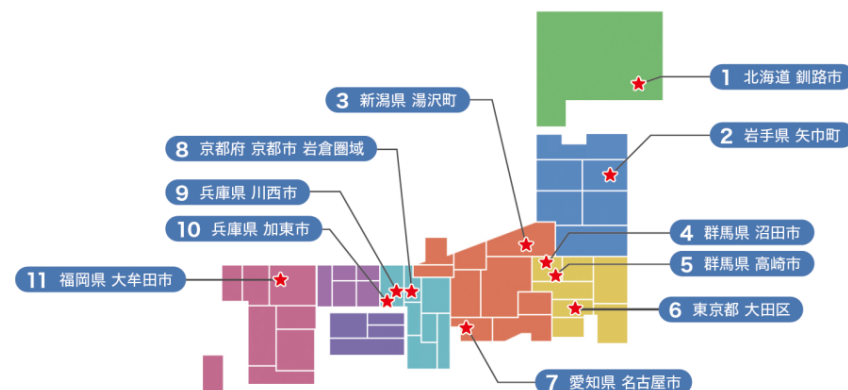 1 北海道 釧路市
3 新潟県 湯沢町
2 岩手県 矢巾町
8 京都府 京都市 岩倉圏域
9 兵庫県 川西市
10 兵庫県 加東市
4 群馬県 沼田市
5 群馬県 高崎市
11 福岡県 大牟田市
6 東京都 大田区
7 愛知県 名古屋市